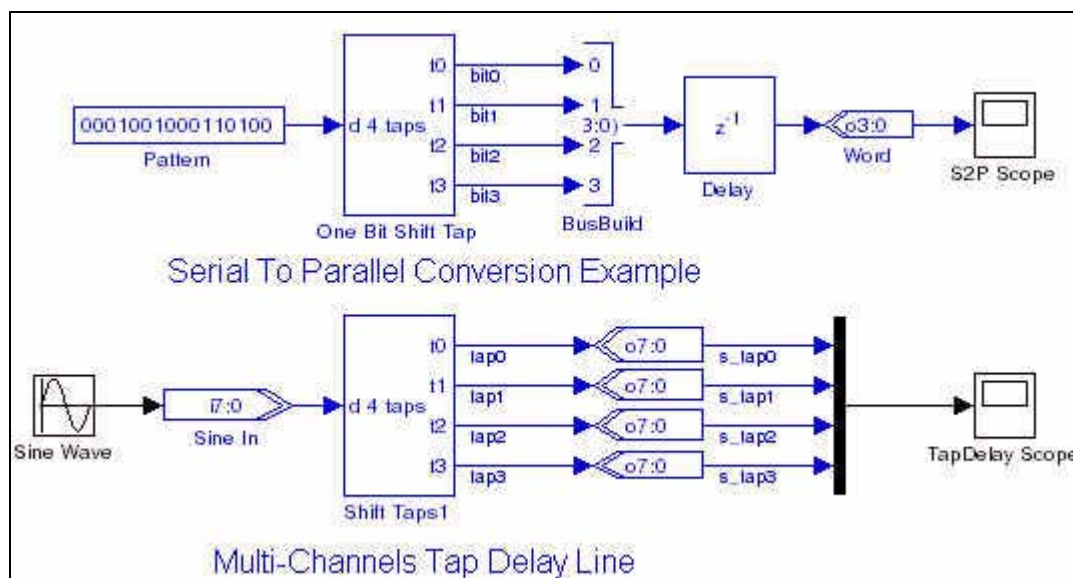 t0
bit0
0
t1
bit1
1
0001001000110100
d 4 taps
3:0)
z-1
o3:0
Pattern
t2
bit2
2
Word
S2P Scope
t3
bit3
3
Delay
One Bit Shift Tap
BusBuild
Serial To Parallel Conversion Example
t0
tap0
o7:0
s_tap0
t1
tap1
o7:0
s_tap1
i7:0
d 4 taps
Sine Wave
Sine In
t2
tap2
o7:0
s_tap2
TapDelay Scope
t3
tap3
o7:0
s_tap3
Shift Taps1
Multi-Channels Tap Delay Line